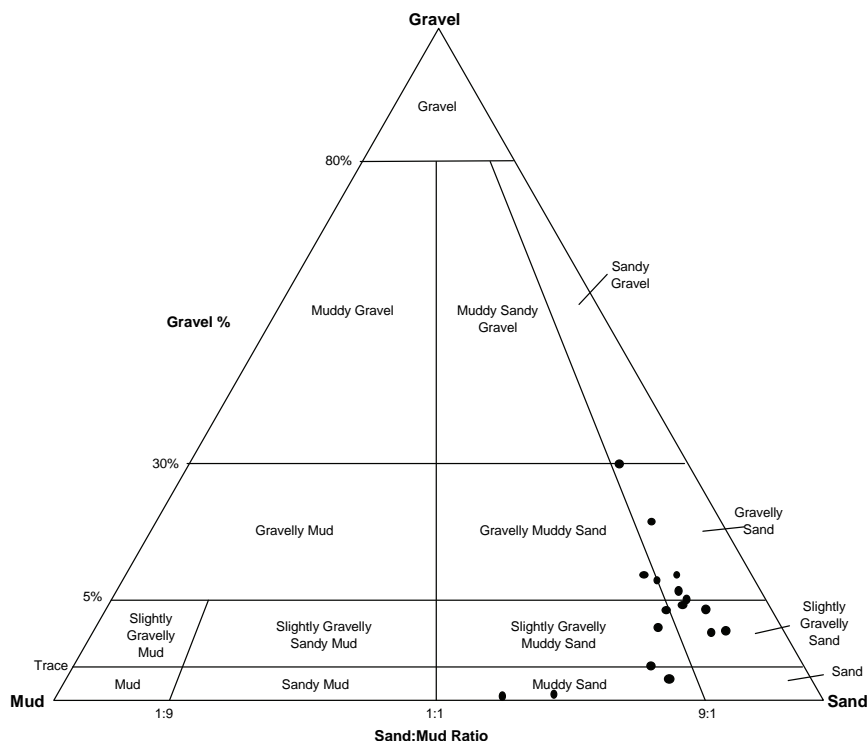 Gravel
Gravel
80%
Sandy
Gravel
Muddy Gravel
Muddy Sandy
Gravel
Gravel %
30%
Gravelly Mud
Gravelly Muddy Sand
Gravelly
Sand
5%
Slightly
Gravelly
Mud
Slightly Gravelly
Sandy Mud
Slightly Gravelly
Muddy Sand
Slightly
Gravelly
Sand
Trace
Mud
Mud
Sandy Mud
Muddy Sand
Sand
Sand
1:9
1:1
9:1
Sand:Mud Ratio